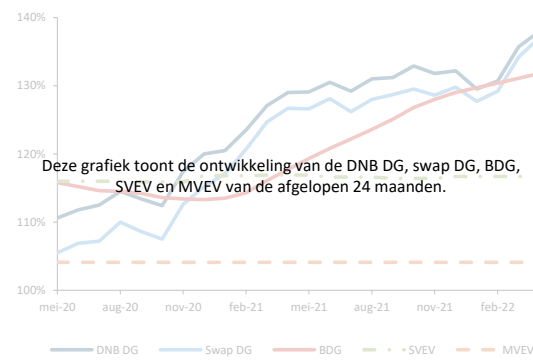 140%
130%
120%
Deze grafiek toont de ontwikkeling van de DNB DG, swap DG, BDG,
SVEV en MVEV van de afgelopen 24 maanden.
110%
100%
mei-20 aug-20 nov-20 feb-21 mei-21 aug-21 nov-21 feb-22
DNB DG Swap DG BDG SVEV MVEV